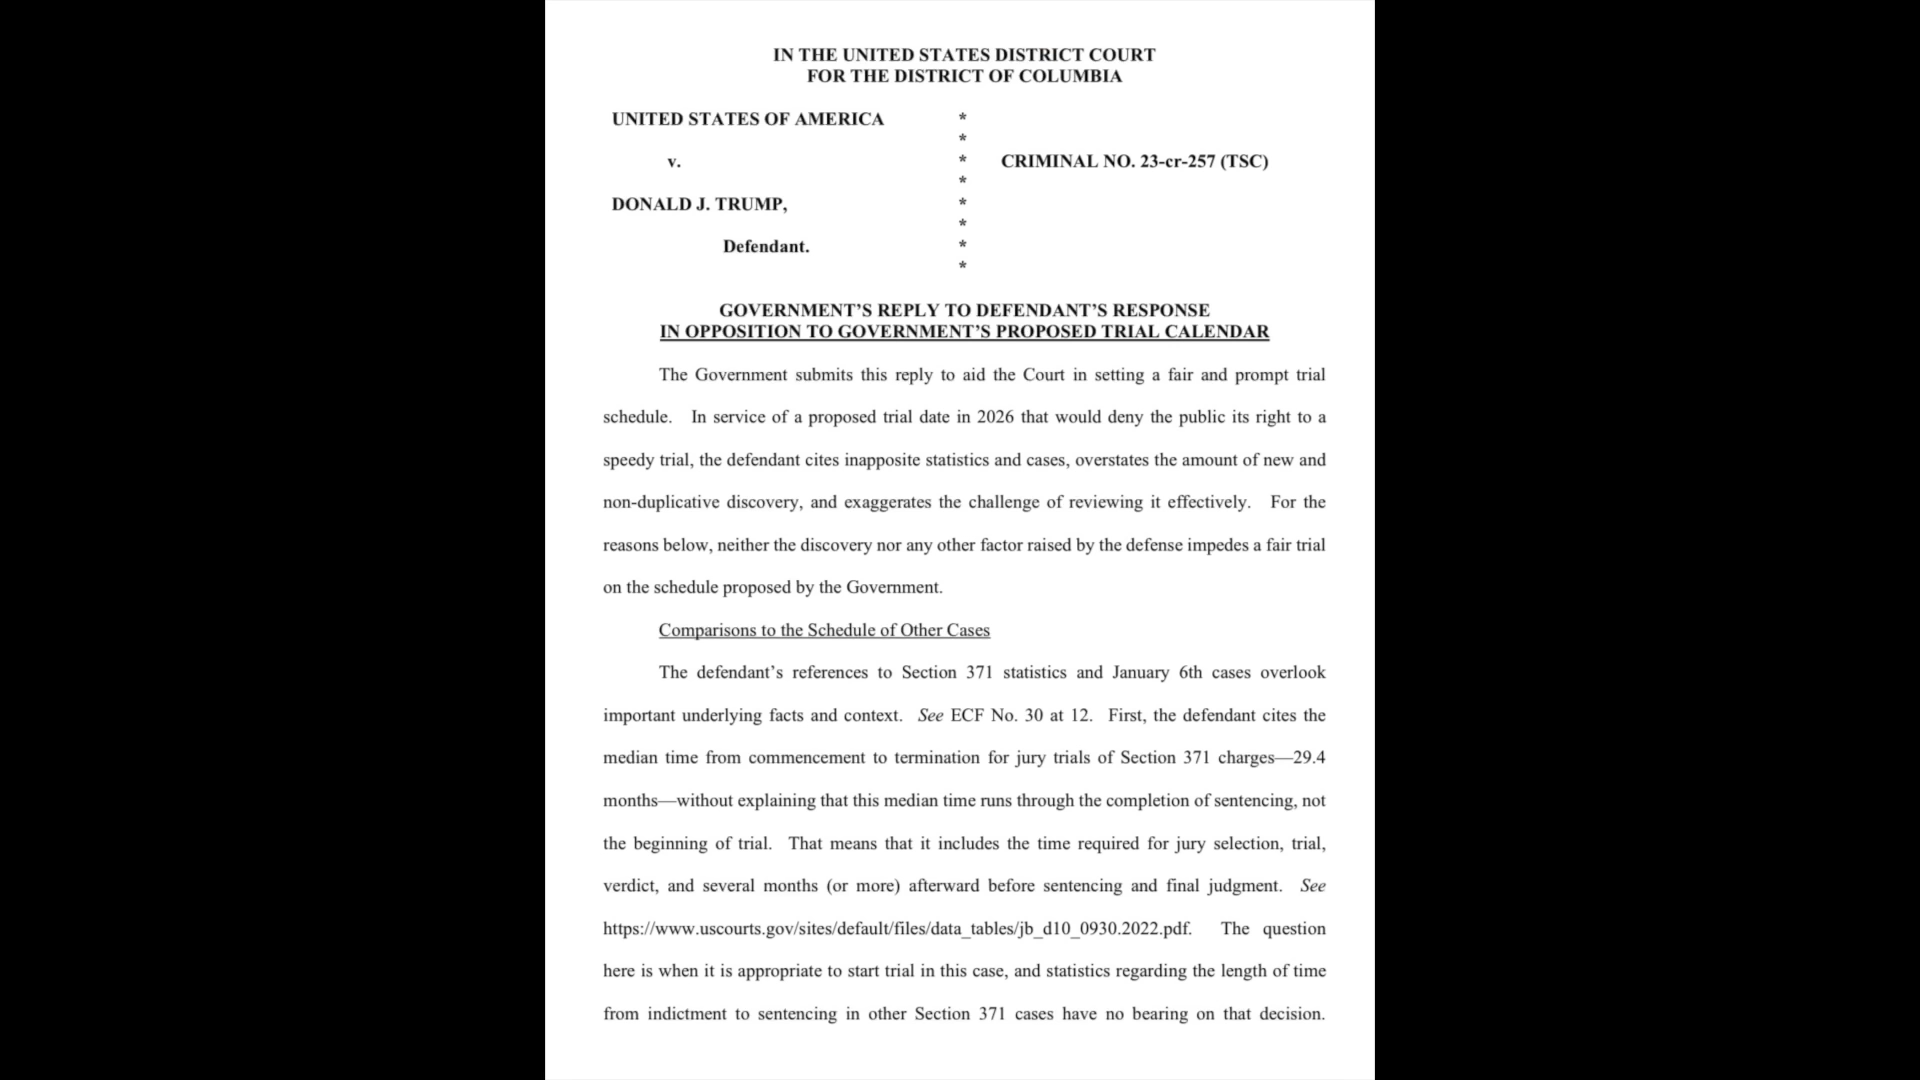 IN THE UNITED STATES DISTRICT COURT
FOR THE DISTRICT OF COLUMBIA
UNITED STATES OF AMERICA *
*
v. * CRIMINAL NO. 23-cr-257 (TSC)
*
DONALD J. TRUMP, *
*
Defendant. *
*
GOVERNMENT’S REPLY TO DEFENDANT’S RESPONSE
IN OPPOSITION TO GOVERNMENT’S PROPOSED TRIAL CALENDAR
The Government submits this reply to aid the Court in setting a fair and prompt trial
schedule. In service of a proposed trial date in 2026 that would deny the public its right to a
speedy trial, the defendant cites inapposite statistics and cases, overstates the amount of new and
non-duplicative discovery, and exaggerates the challenge of reviewing it effectively. For the
reasons below, neither the discovery nor any other factor raised by the defense impedes a fair trial
on the schedule proposed by the Government.
Comparisons to the Schedule of Other Cases
The defendant’s references to Section 371 statistics and January 6th cases overlook
important underlying facts and context. See ECF No. 30 at 12. First, the defendant cites the
median time from commencement to termination for jury trials of Section 371 charges—29.4
months—without explaining that this median time runs through the completion of sentencing, not
the beginning of trial. That means that it includes the time required for jury selection, trial,
verdict, and several months (or more) afterward before sentencing and final judgment. See
https://www.uscourts.gov/sites/default/files/data_tables/jb_d10_0930.2022.pdf. The question
here is when it is appropriate to start trial in this case, and statistics regarding the length of time
from indictment to sentencing in other Section 371 cases have no bearing on that decision.